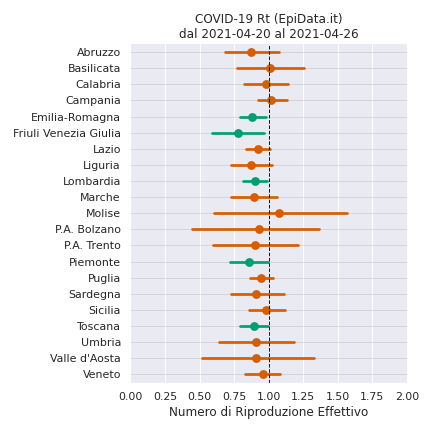 COVID-19 Rt (EpiData.it)
dal 2021-04-20 al 2021-04-26
Abruzzo
Basilicata
Calabria
Campania
Emilia-Romagna
Friuli Venezia Giulia
Lazio
Liguria
Lombardia
Marche
Molise
P.A. Bolzano
P.A. Trento
Piemonte
Puglia
Sardegna
Sicilia
Toscana
Umbria
Valle d'Aosta
Veneto
0.00 0.25 0.50 0.75 1.00 1.25 1.50 1.75 2.00
Numero di Riproduzione Effettivo